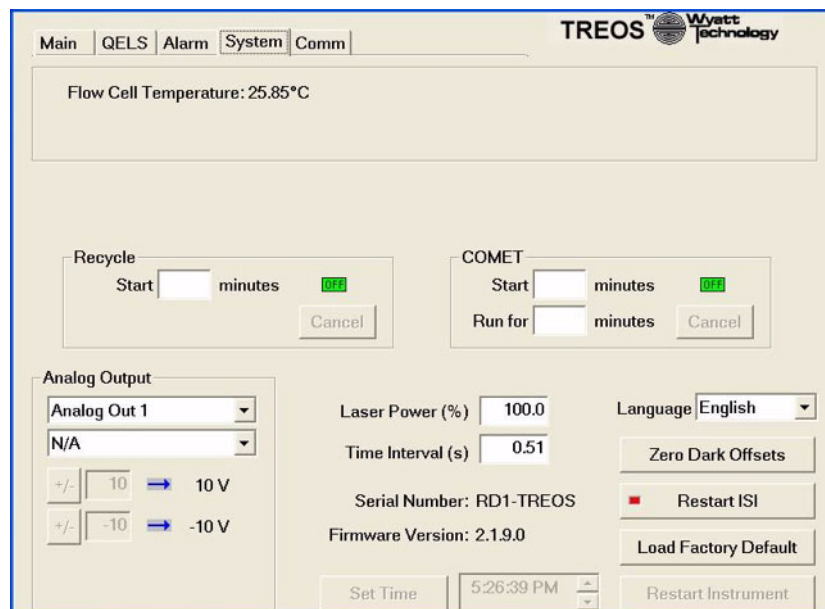 TREOS™ Wyatt Technology
Main QELS Alarm System Comm
Flow Cell Temperature: 25.85°C
Recycle
Start minutes OFF
Cancel
COMET
Start minutes OFF
Run for minutes Cancel
Analog Output
Analog Out 1
N/A
+/- 10 10 V
+/- -10 -10 V
Laser Power (%) 100.0
Time Interval (s) 0.51
Serial Number: RD1-TREOS
Firmware Version: 2.1.9.0
Set Time 5:26:39 PM
Language English
Zero Dark Offsets
Restart ISI
Load Factory Default
Restart Instrument